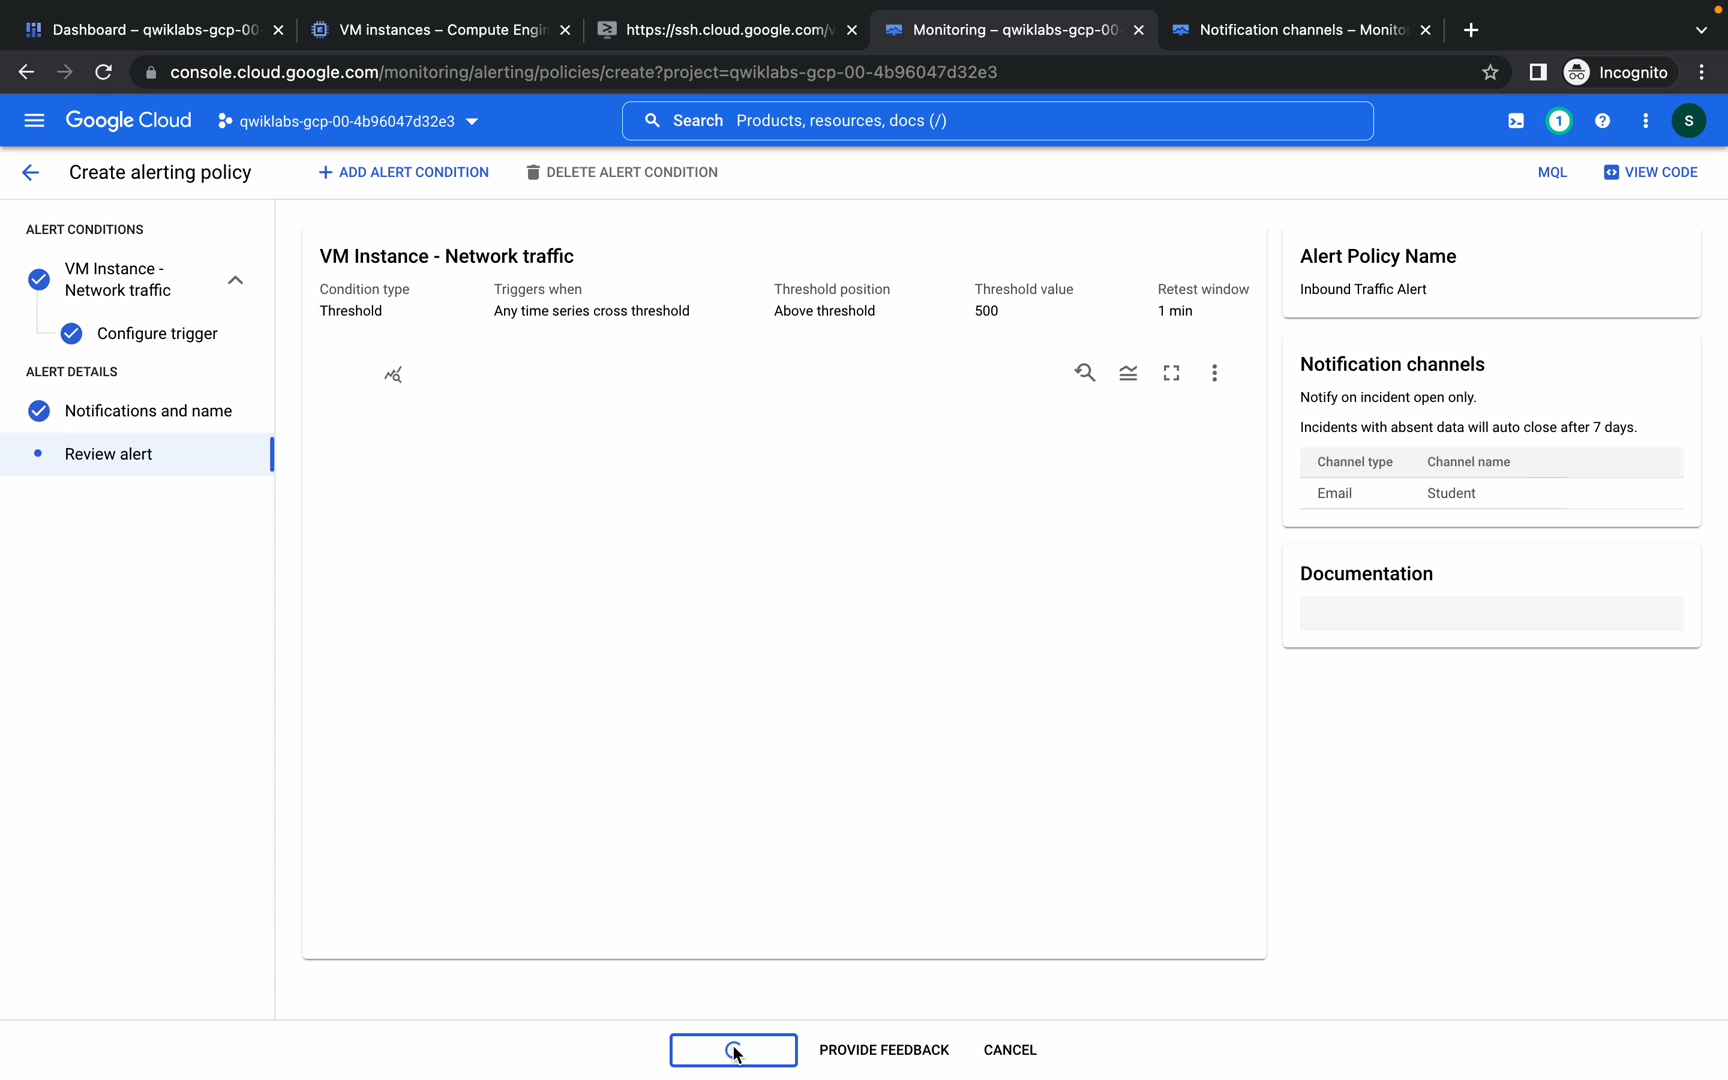 Dashboard – qwiklabs-gcp-00
VM instances – Compute Engin
https://ssh.cloud.google.com/v
Monitoring – qwiklabs-gcp-00-
Notification channels – Monito
console.cloud.google.com/monitoring/alerting/policies/create?project=qwiklabs-gcp-00-4b96047d32e3
Incognito
Google Cloud
qwiklabs-gcp-00-4b96047d32e3
Search Products, resources, docs (/)
1
S
Create alerting policy
ADD ALERT CONDITION
DELETE ALERT CONDITION
MQL
VIEW CODE
ALERT CONDITIONS
VM Instance -
Network traffic
Configure trigger
ALERT DETAILS
Notifications and name
Review alert
VM Instance - Network traffic
Condition type
Triggers when
Threshold position
Threshold value
Retest window
Threshold
Any time series cross threshold
Above threshold
500
1 min
Alert Policy Name
Inbound Traffic Alert
Notification channels
Notify on incident open only.
Incidents with absent data will auto close after 7 days.
Channel type
Channel name
Email
Student
Documentation
PROVIDE FEEDBACK
CANCEL